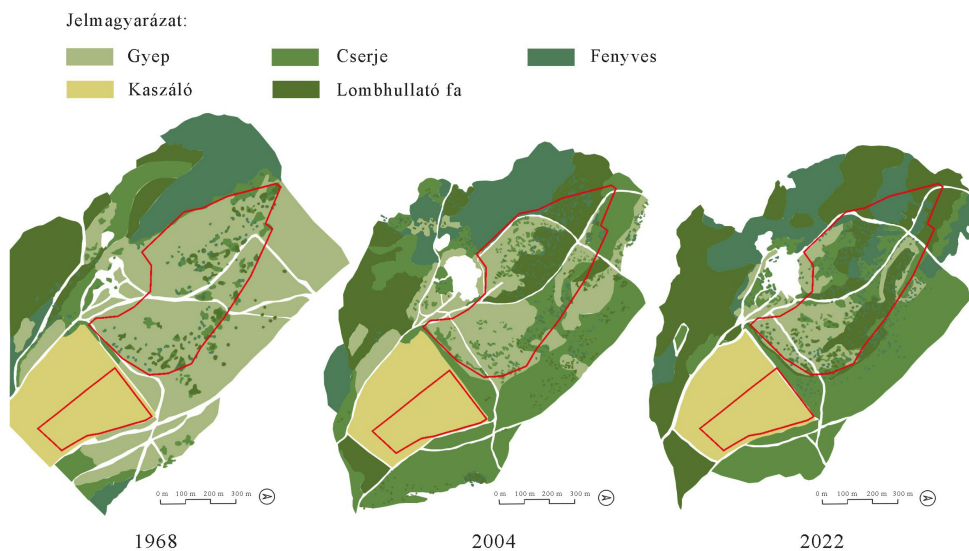 Jelmagyarázat:
Gyep
Cserje
Fenyves
Kaszáló
Lombhullató fa
0 m 100 m 200 m 300 m A
0 m 100 m 200 m 300 m A
0 m 100 m 200 m 300 m A
1968
2004
2022